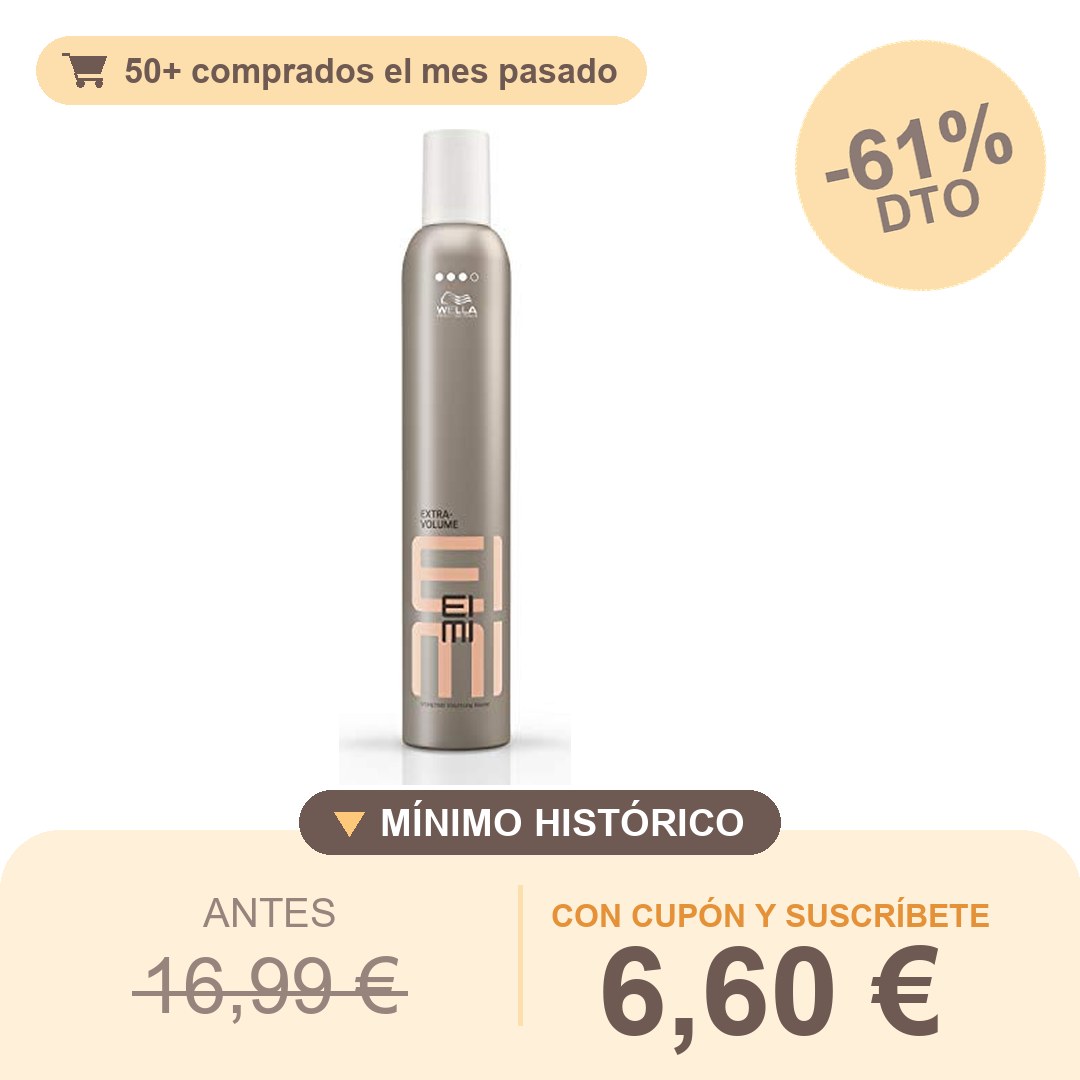 50+ comprados el mes pasado
-61%
DTO
WELLA
EXTRA-
VOLUME
EIMI
MÍNIMO HISTÓRICO
ANTES
16,99 €
CON CUPÓN Y SUSCRÍBETE
6,60 €